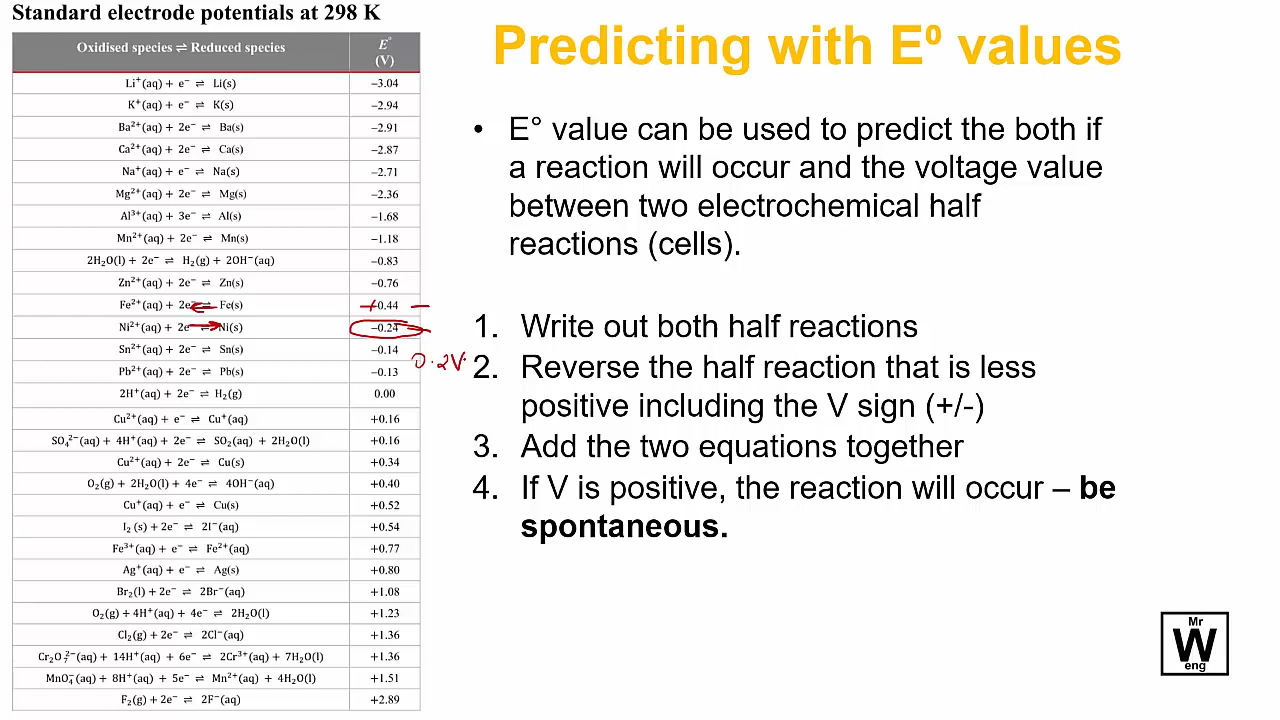 Standard electrode potentials at 298 K
Oxidised species ⇌ Reduced species E° (V)
Li⁺(aq) + e⁻ ⇌ Li(s) −3.04
K⁺(aq) + e⁻ ⇌ K(s) −2.94
Ba²⁺(aq) + 2e⁻ ⇌ Ba(s) −2.91
Ca²⁺(aq) + 2e⁻ ⇌ Ca(s) −2.87
Na⁺(aq) + e⁻ ⇌ Na(s) −2.71
Mg²⁺(aq) + 2e⁻ ⇌ Mg(s) −2.36
Al³⁺(aq) + 3e⁻ ⇌ Al(s) −1.68
Mn²⁺(aq) + 2e⁻ ⇌ Mn(s) −1.18
2H₂O(l) + 2e⁻ ⇌ H₂(g) + 2OH⁻(aq) −0.83
Zn²⁺(aq) + 2e⁻ ⇌ Zn(s) −0.76
Fe²⁺(aq) + 2e⁻ ⇌ Fe(s) +0.44 −
Ni²⁺(aq) + 2e⁻ ⇌ Ni(s) −0.24
Sn²⁺(aq) + 2e⁻ ⇌ Sn(s) −0.14
0.2V.
Pb²⁺(aq) + 2e⁻ ⇌ Pb(s) −0.13
2H⁺(aq) + 2e⁻ ⇌ H₂(g) 0.00
Cu²⁺(aq) + e⁻ ⇌ Cu⁺(aq) +0.16
SO₄²⁻(aq) + 4H⁺(aq) + 2e⁻ ⇌ SO₂(aq) + 2H₂O(l) +0.16
Cu²⁺(aq) + 2e⁻ ⇌ Cu(s) +0.34
O₂(g) + 2H₂O(l) + 4e⁻ ⇌ 4OH⁻(aq) +0.40
Cu⁺(aq) + e⁻ ⇌ Cu(s) +0.52
I₂ (s) + 2e⁻ ⇌ 2I⁻(aq) +0.54
Fe³⁺(aq) + e⁻ ⇌ Fe²⁺(aq) +0.77
Ag⁺(aq) + e⁻ ⇌ Ag(s) +0.80
Br₂(l) + 2e⁻ ⇌ 2Br⁻(aq) +1.08
O₂(g) + 4H⁺(aq) + 4e⁻ ⇌ 2H₂O(l) +1.23
Cl₂(g) + 2e⁻ ⇌ 2Cl⁻(aq) +1.36
Cr₂O₇²⁻(aq) + 14H⁺(aq) + 6e⁻ ⇌ 2Cr³⁺(aq) + 7H₂O(l) +1.36
MnO₄⁻(aq) + 8H⁺(aq) + 5e⁻ ⇌ Mn²⁺(aq) + 4H₂O(l) +1.51
F₂(g) + 2e⁻ ⇌ 2F⁻(aq) +2.89
Predicting with E⁰ values
• E° value can be used to predict the both if
a reaction will occur and the voltage value
between two electrochemical half
reactions (cells).
1. Write out both half reactions
2. Reverse the half reaction that is less
positive including the V sign (+/-)
3. Add the two equations together
4. If V is positive, the reaction will occur – be
spontaneous.
Mr
W
eng